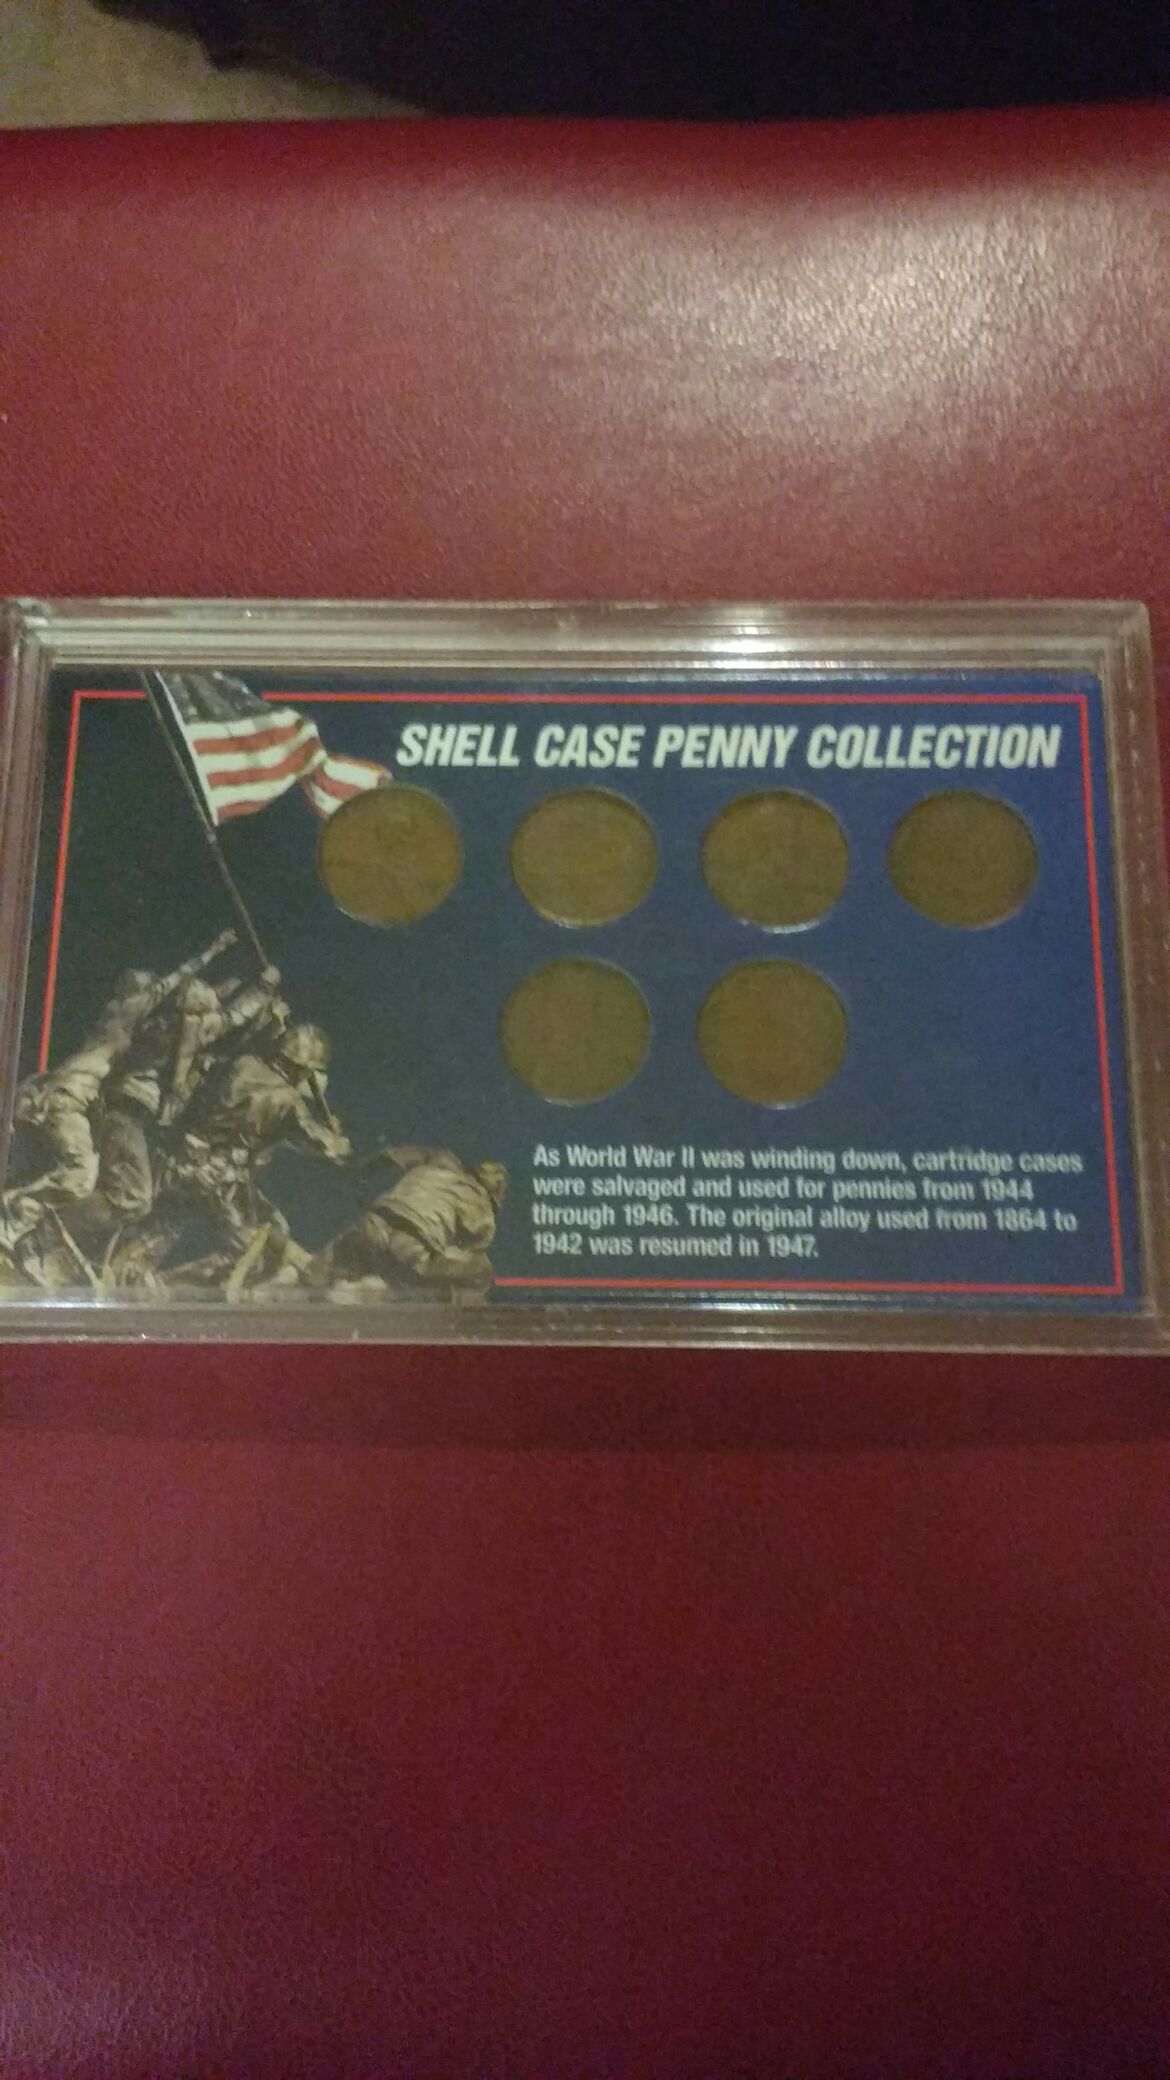 SHELL CASE PENNY COLLECTION
As World War II was winding down, cartridge cases
were salvaged and used for pennies from 1944
through 1946. The original alloy used from 1864 to
1942 was resumed in 1947.